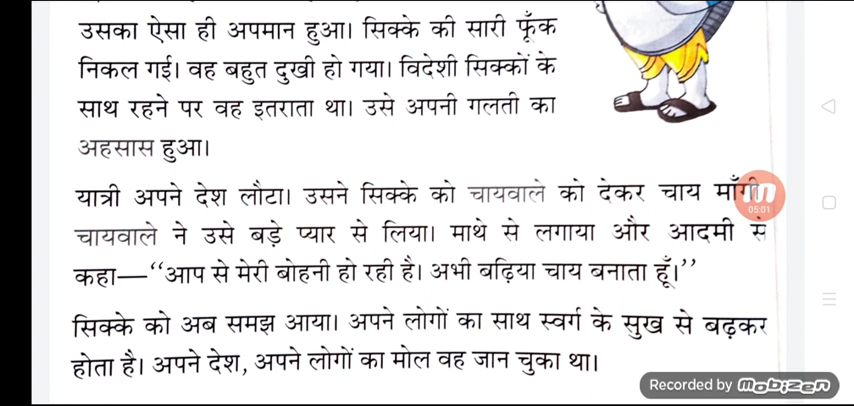 उसका ऐसा ही अपमान हुआ। सिक्के की सारी फूँक
निकल गई। वह बहुत दुखी हो गया। विदेशी सिक्कों के
साथ रहने पर वह इतराता था। उसे अपनी गलती का
अहसास हुआ।
यात्री अपने देश लौटा। उसने सिक्के को चायवाले को देकर चाय माँगी
05:01
चायवाले ने उसे बड़े प्यार से लिया। माथे से लगाया और आदमी से
कहा—“आप से मेरी बोहनी हो रही है। अभी बढ़िया चाय बनाता हूँ।”
सिक्के को अब समझ आया। अपने लोगों का साथ स्वर्ग के सुख से बढ़कर
होता है। अपने देश, अपने लोगों का मोल वह जान चुका था।
Recorded by mobizen